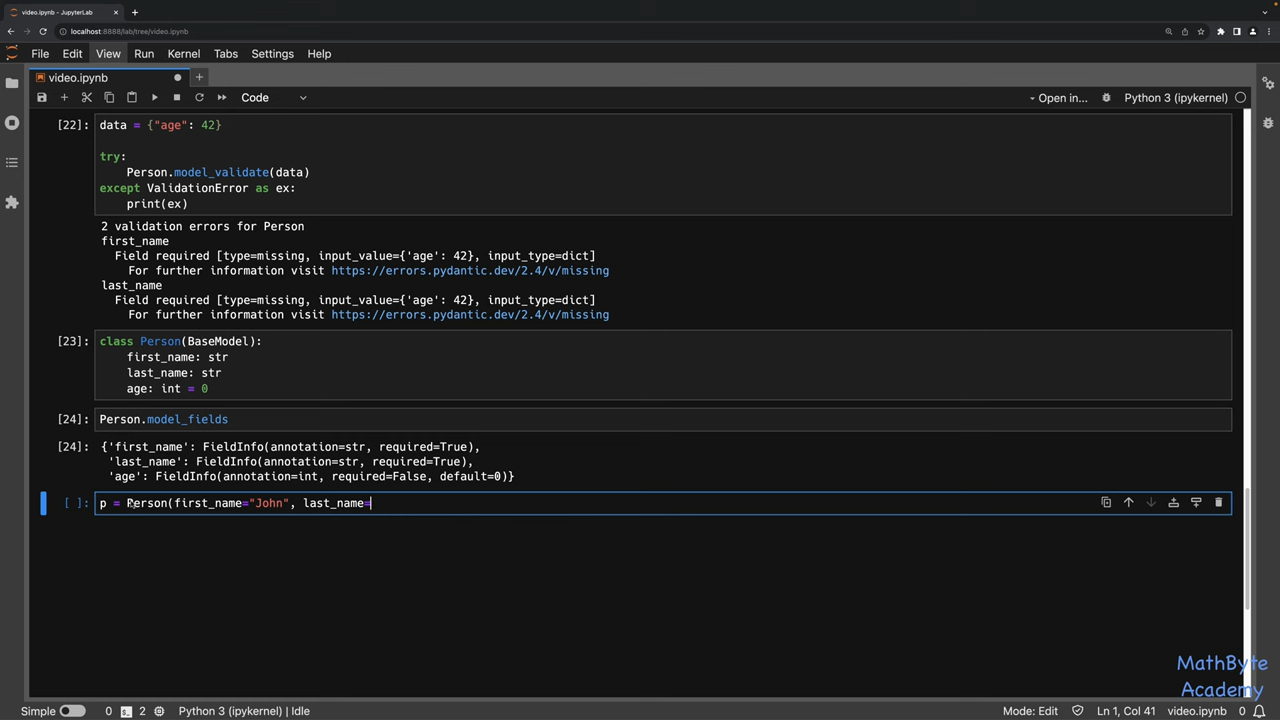 video.ipynb - JupyterLab
localhost:8888/lab/tree/video.ipynb
File Edit View Run Kernel Tabs Settings Help
video.ipynb
Code Open in... Python 3 (ipykernel)
[22]: data = {"age": 42}
try:
    Person.model_validate(data)
except ValidationError as ex:
    print(ex)
2 validation errors for Person
first_name
  Field required [type=missing, input_value={'age': 42}, input_type=dict]
    For further information visit https://errors.pydantic.dev/2.4/v/missing
last_name
  Field required [type=missing, input_value={'age': 42}, input_type=dict]
    For further information visit https://errors.pydantic.dev/2.4/v/missing
[23]: class Person(BaseModel):
    first_name: str
    last_name: str
    age: int = 0
[24]: Person.model_fields
[24]: {'first_name': FieldInfo(annotation=str, required=True),
 'last_name': FieldInfo(annotation=str, required=True),
 'age': FieldInfo(annotation=int, required=False, default=0)}
[ ]: p = Person(first_name="John", last_name=
MathByte
Academy
Simple 0 2 Python 3 (ipykernel) | Idle Mode: Edit Ln 1, Col 41 video.ipynb 0